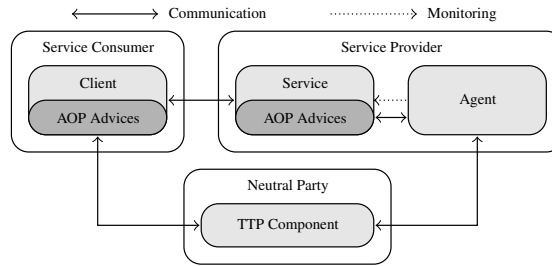 Communication
Monitoring
Service Consumer
Service Provider
Client
AOP Advices
Service
AOP Advices
Agent
Neutral Party
TTP Component